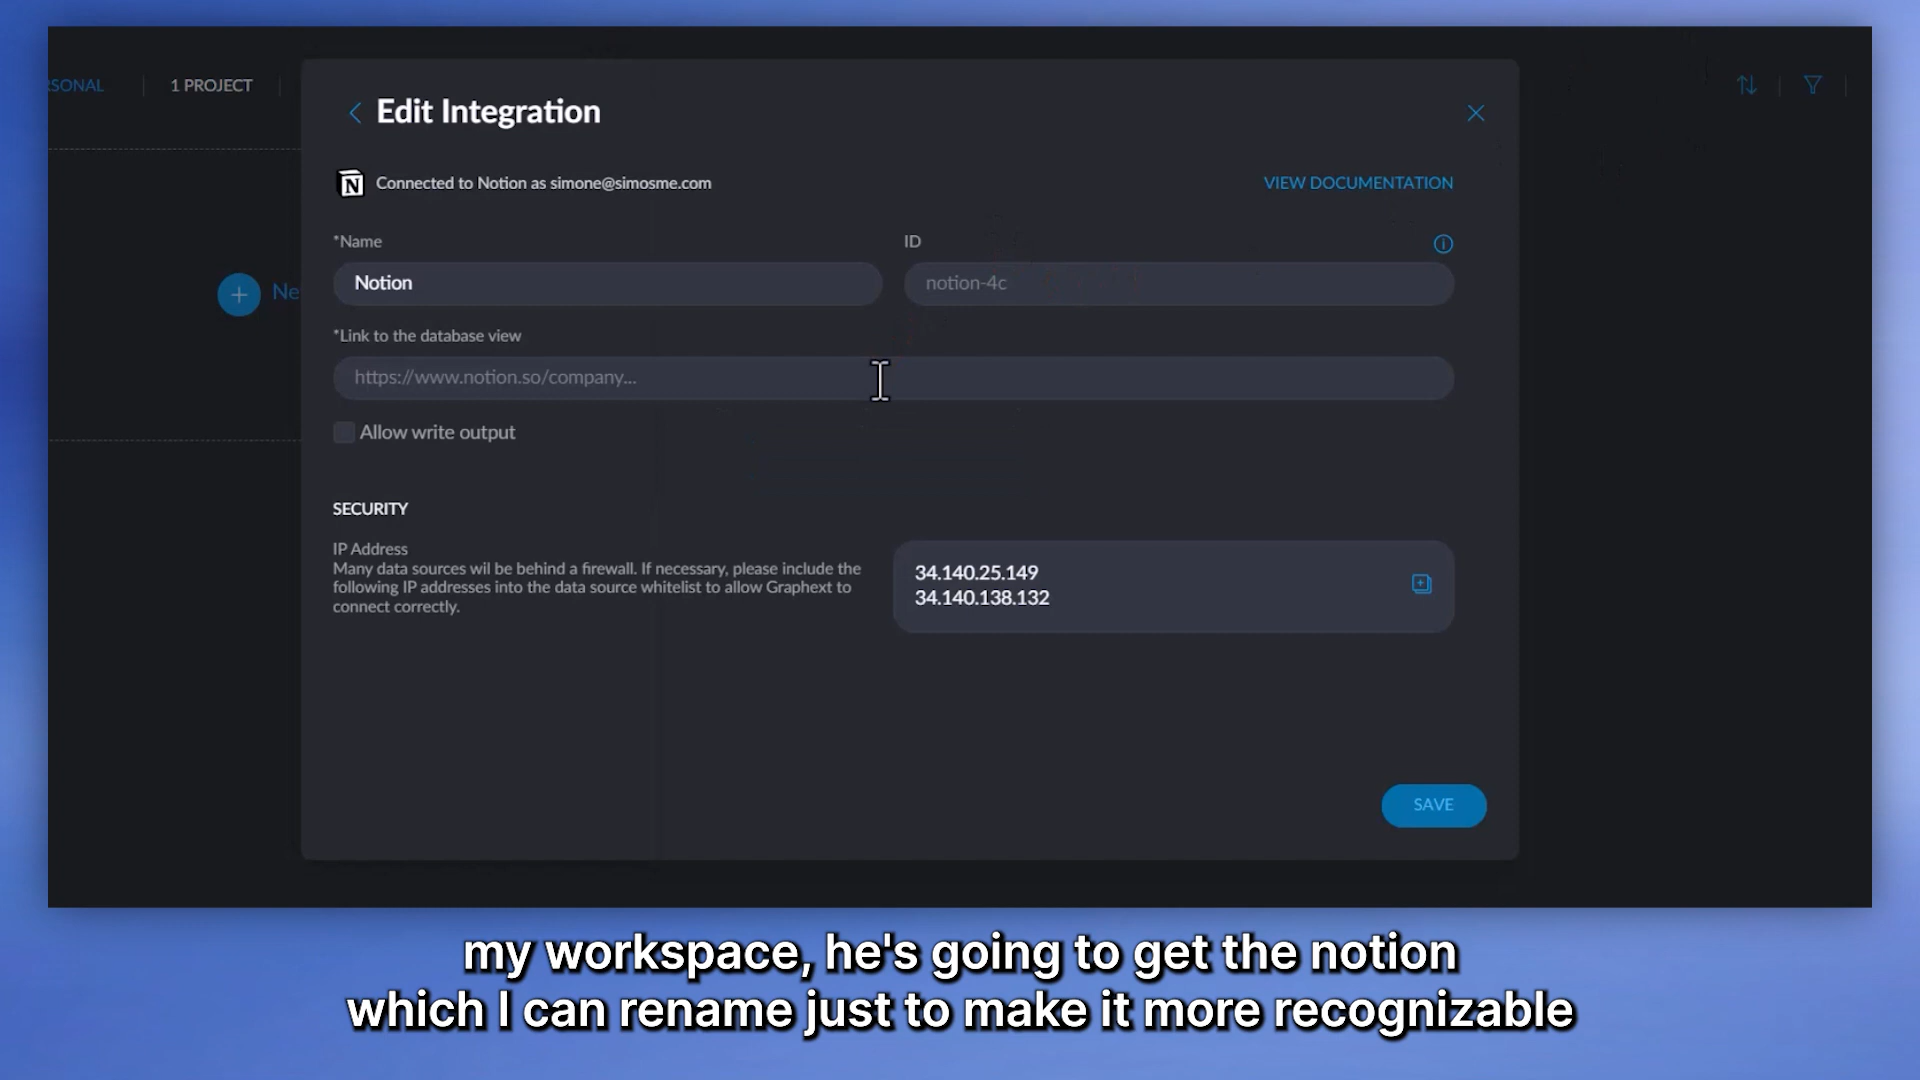 1 PROJECT
Edit Integration
Connected to Notion as simone@simosme.com
VIEW DOCUMENTATION
*Name
ID
Notion
notion-4c
*Link to the database view
https://www.notion.so/company...
Allow write output
SECURITY
IP Address
Many data sources wil be behind a firewall. If necessary, please include the
following IP addresses into the data source whitelist to allow Graphext to
connect correctly.
34.140.25.149
34.140.138.132
SAVE
my workspace, he's going to get the notion
which I can rename just to make it more recognizable